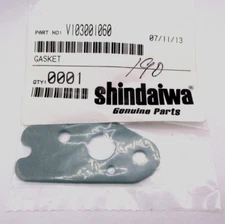 PART NO: V103001060
07/11/13
GASKET
190
QTY: 0001
shindaiwa
Genuine Parts